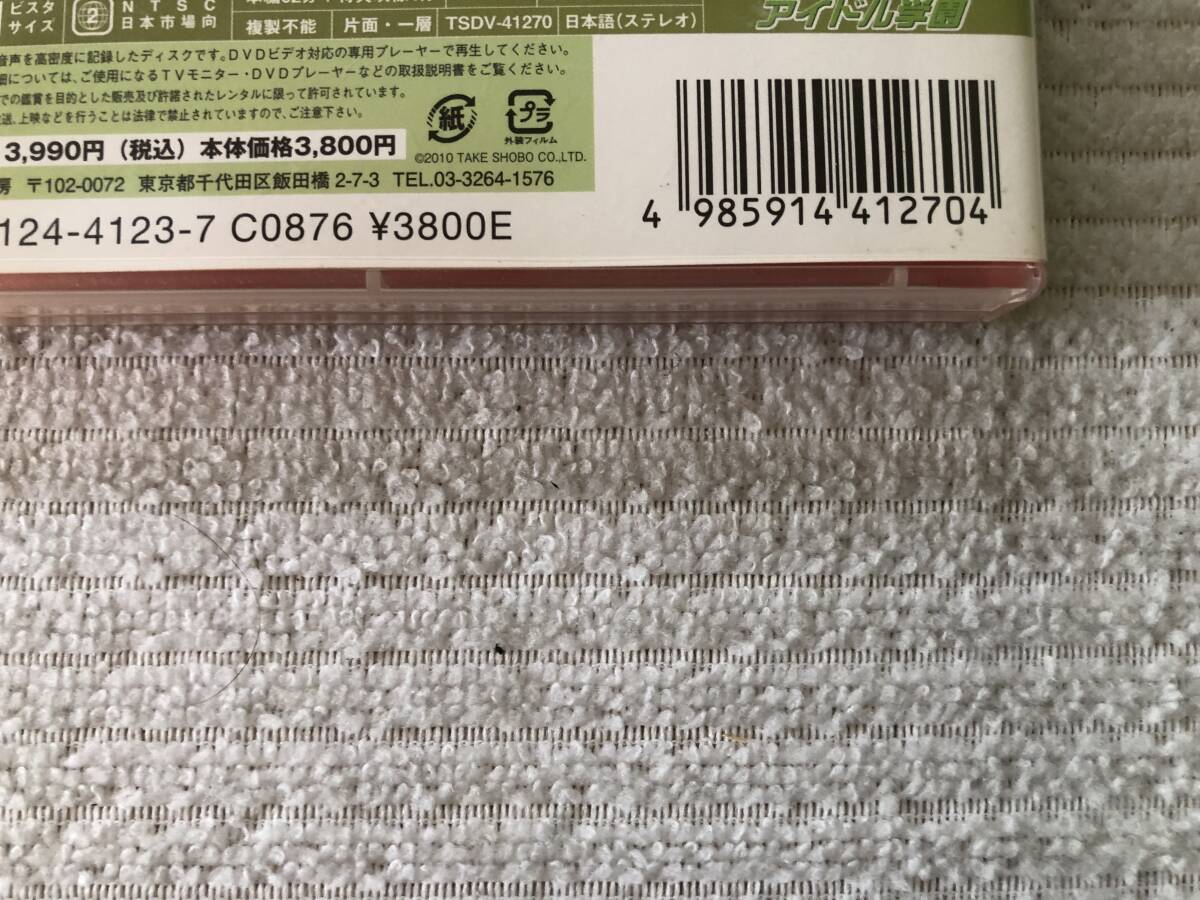 ビスタ
サイズ
2
NTSC
日本市場向
複製不能
片面・一層
TSDV-41270
日本語(ステレオ)
アイドル学園
音声を高密度に記録したディスクです。DVDビデオ対応の専用プレーヤーで再生してください。
細については、ご使用になるTVモニター・DVDプレーヤーなどの取扱説明書をご覧ください。
での鑑賞を目的とした販売及び許諾されたレンタルに限って許可されています。
送、上映などを行うことは法律で禁止されていますので、ご注意下さい。
紙
プラ
外装フィルム
3,990円（税込）本体価格3,800円
©2010 TAKE SHOBO CO.,LTD.
房 〒102-0072 東京都千代田区飯田橋2-7-3 TEL.03-3264-1576
124-4123-7 C0876 ¥3800E
4 985914 412704